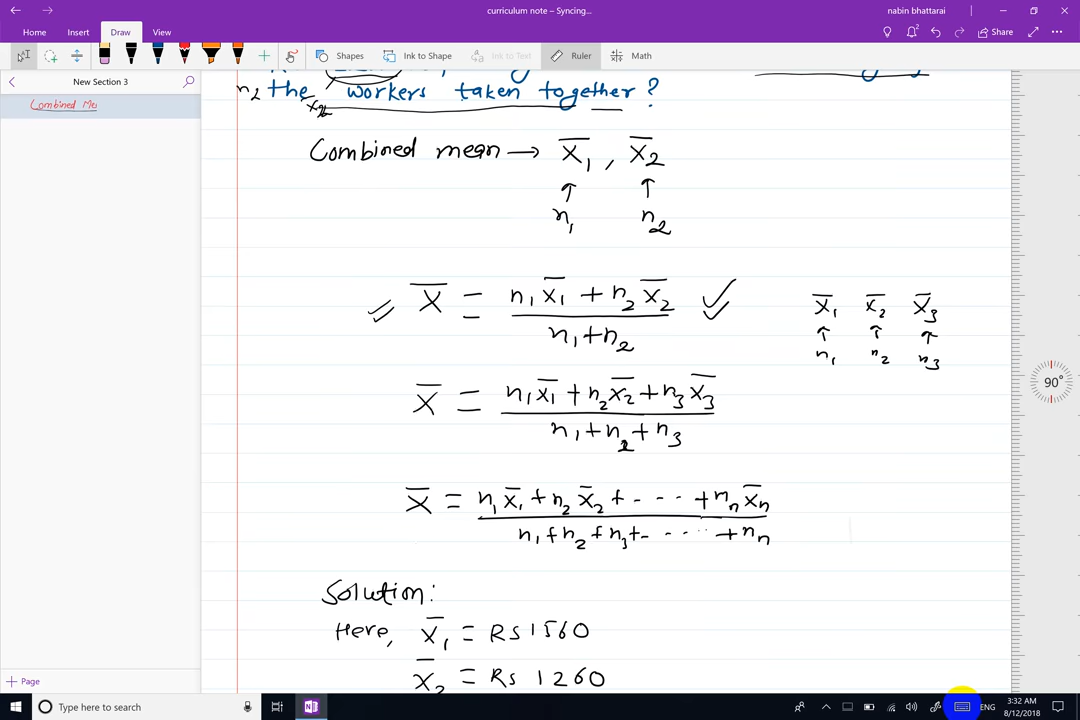 curriculum note - Syncing...
nabin bhattarai
Home Insert Draw View
Share
Shapes Ink to Shape Ink to Text Ruler Math
New Section 3
Combined Me
n₂ the workers taken together?
x̄₂
Combined mean → X̄₁, X̄₂
↑ ↑
n₁ n₂
X̄ = (n₁x̄₁ + n₂x̄₂) / (n₁ + n₂)
X̄₁ X̄₂ X̄₃
↑ ↑ ↑
n₁ n₂ n₃
X̄ = (n₁x̄₁ + n₂x̄₂ + n₃x̄₃) / (n₁ + n₂ + n₃)
X̄ = (n₁x̄₁ + n₂x̄₂ + - - - + nₙx̄ₙ) / (n₁ + n₂ + n₃ + - - - + nₙ)
Solution:
Here, X̄₁ = Rs 1560
X̄₂ = Rs 1260
90°
+ Page
Type here to search
ENG
3:32 AM
8/12/2018